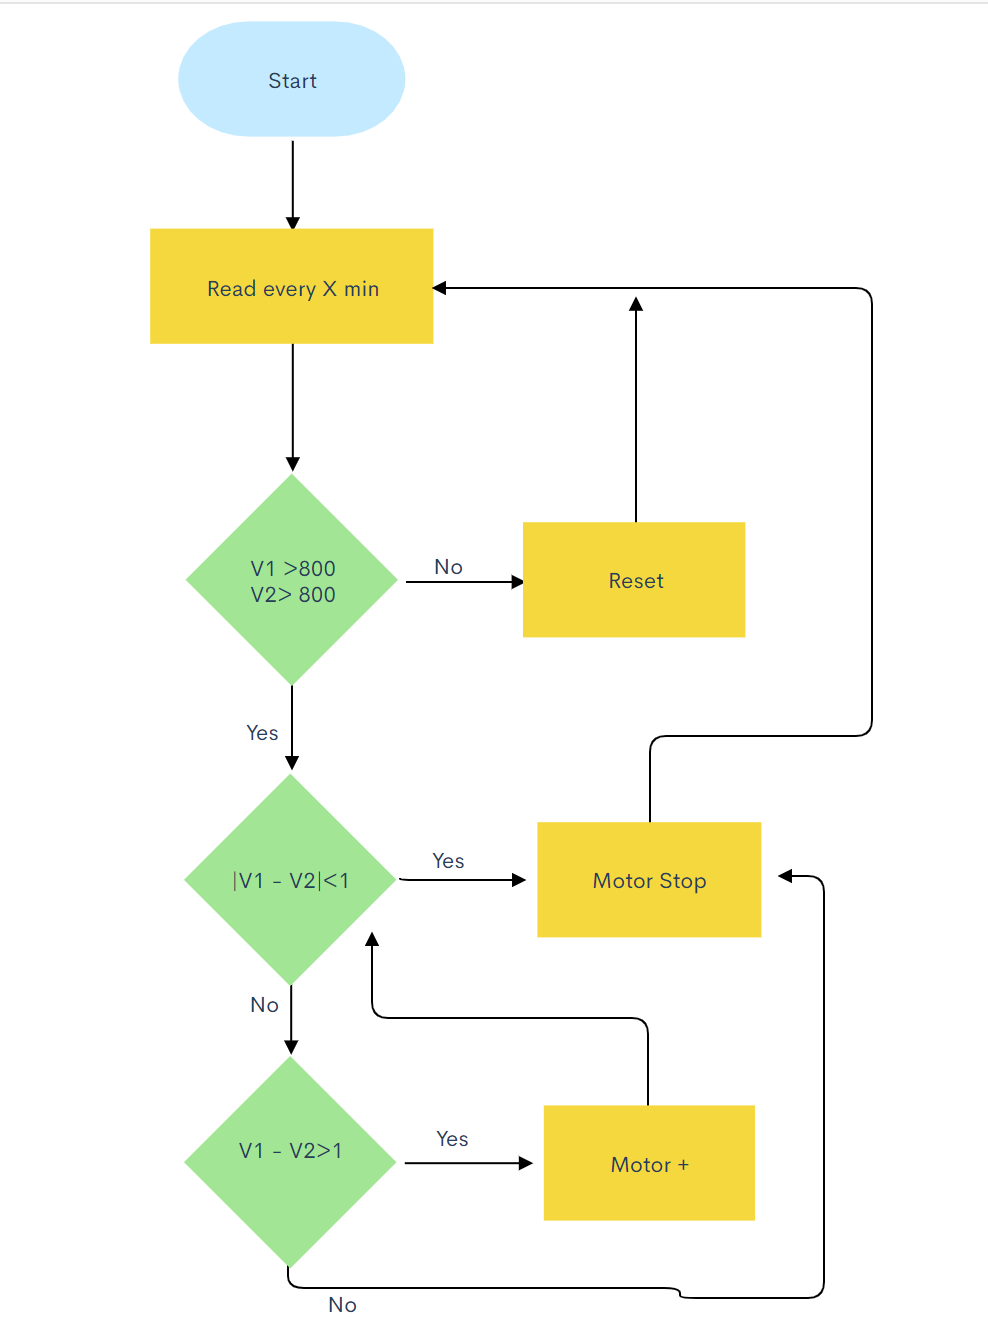 Start
Read every X min
V1 >800
V2> 800
No
Reset
Yes
|V1 - V2|<1
Yes
Motor Stop
No
V1 - V2>1
Yes
Motor +
No